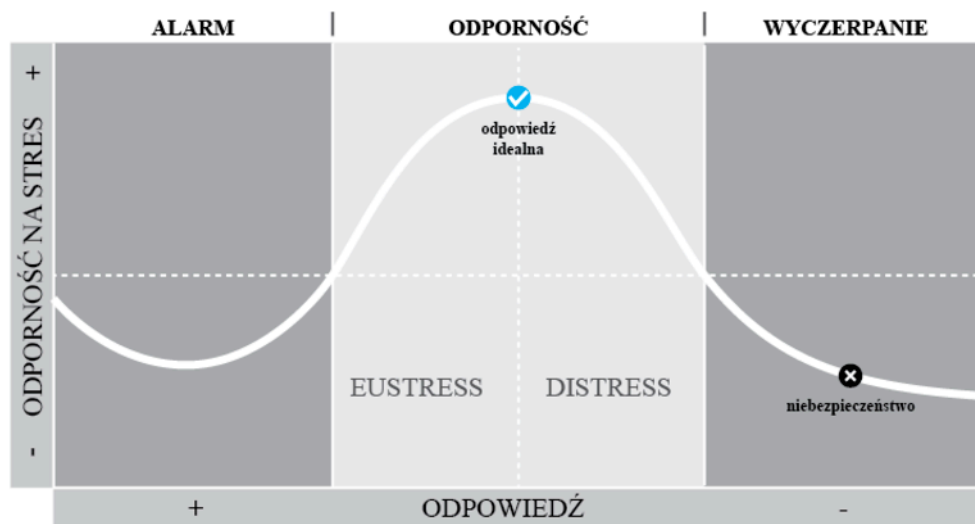 ALARM
ODPORNOŚĆ
WYCZERPANIE
+
ODPORNOŚĆ NA STRES
-
odpowiedź
idealna
EUSTRESS
DISTRESS
niebezpieczeństwo
+
ODPOWIEDŹ
-